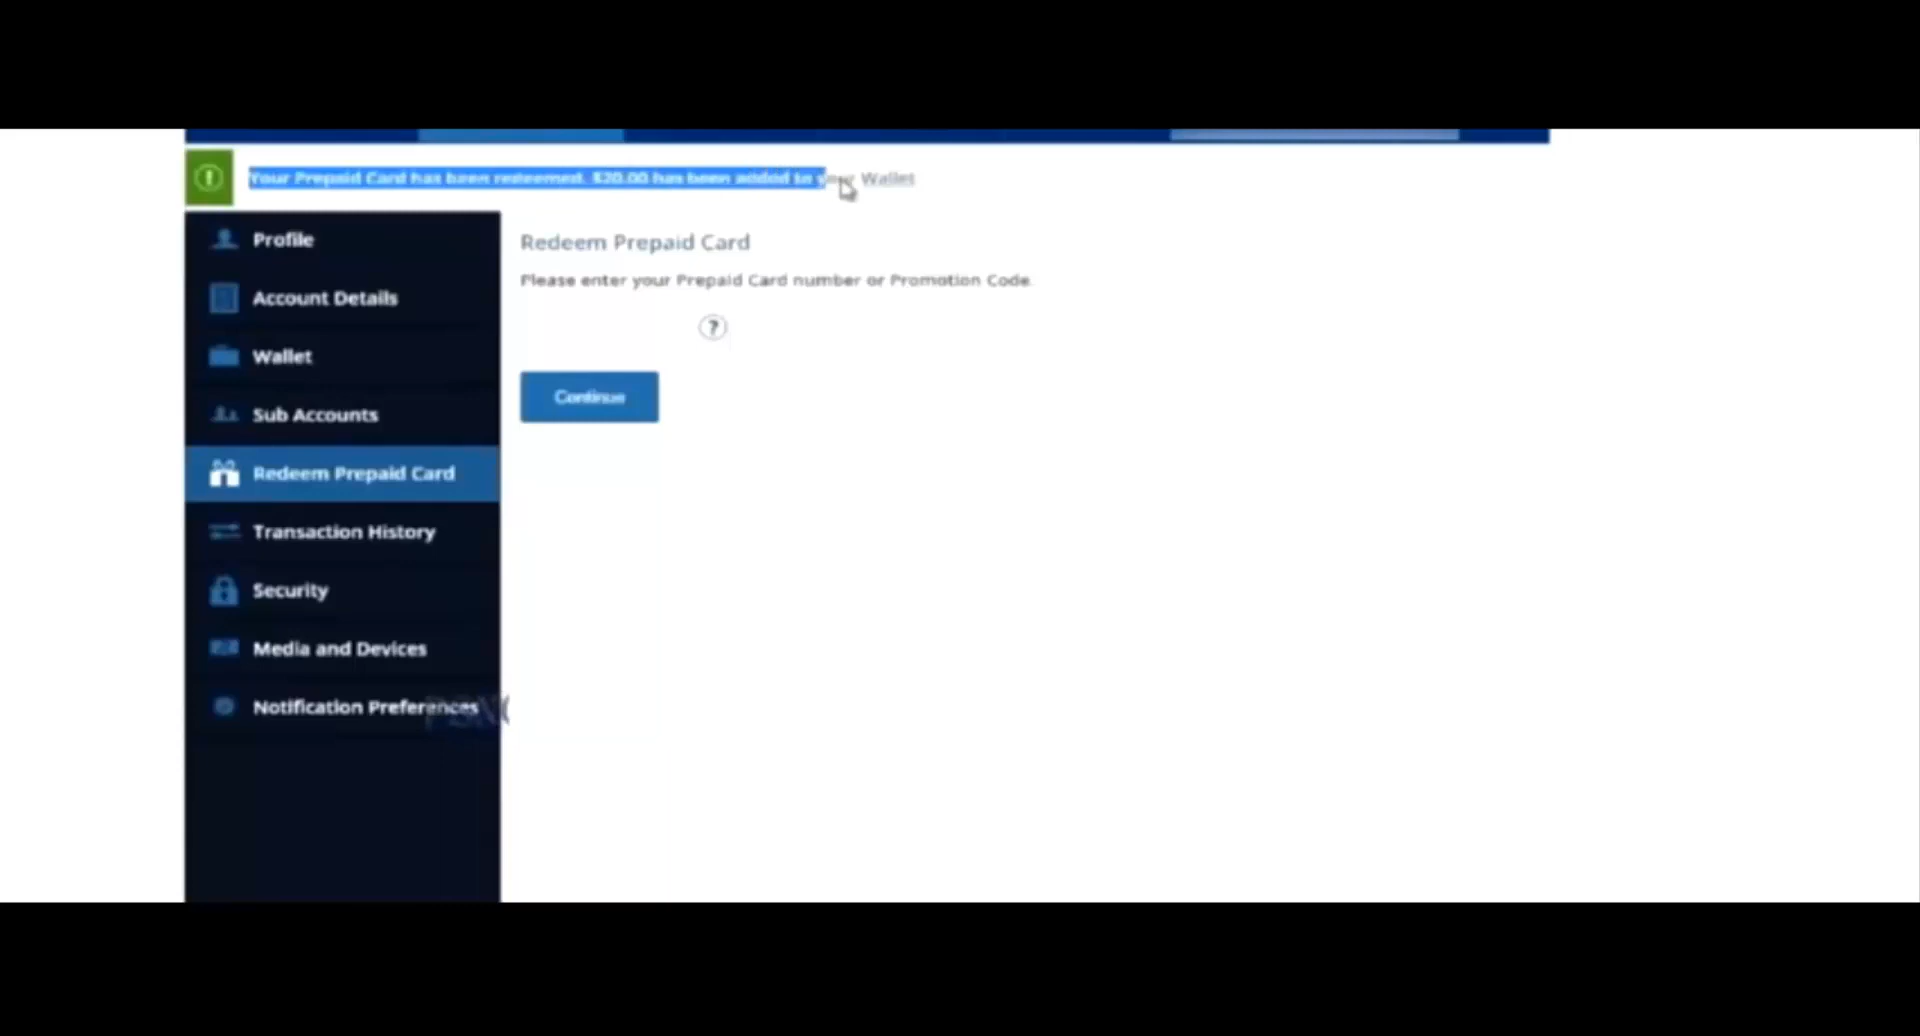 Your Prepaid Card has been redeemed. $20.00 has been added to your Wallet
Profile
Account Details
Wallet
Sub Accounts
Redeem Prepaid Card
Transaction History
Security
Media and Devices
Notification Preferences
Redeem Prepaid Card
Please enter your Prepaid Card number or Promotion Code.
?
Continue